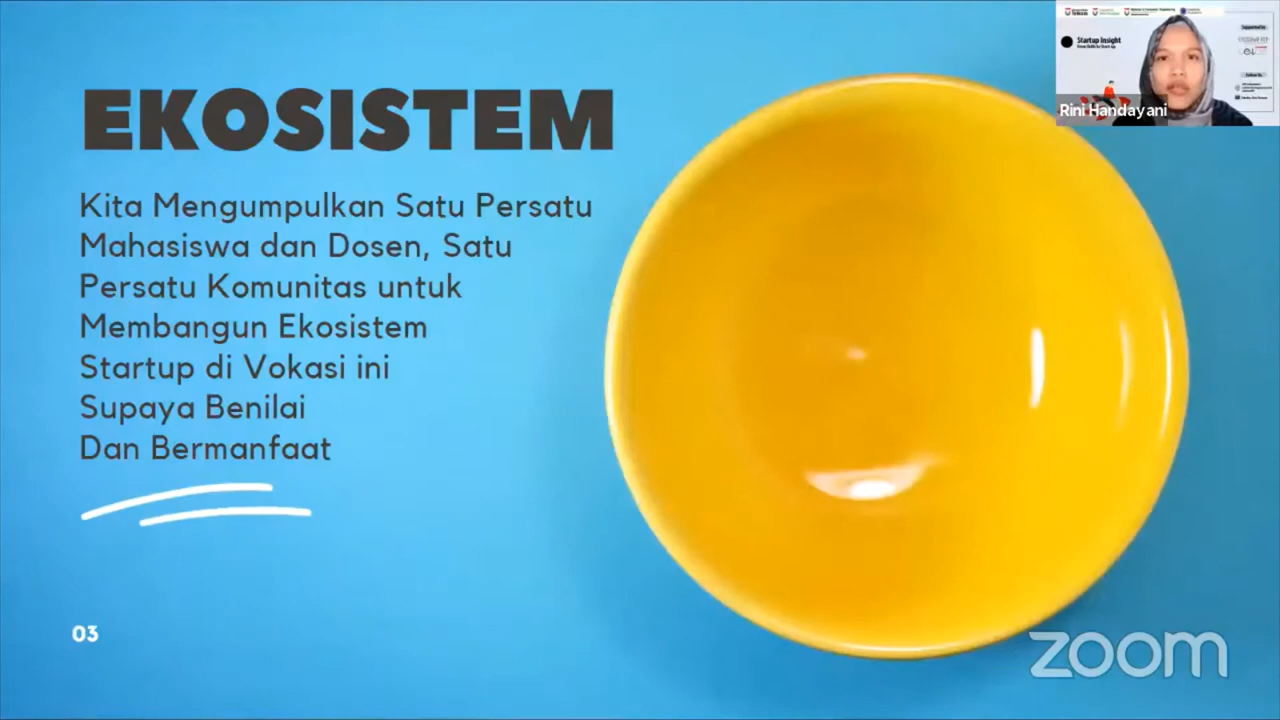 EKOSISTEM
Kita Mengumpulkan Satu Persatu
Mahasiswa dan Dosen, Satu
Persatu Komunitas untuk
Membangun Ekosistem
Startup di Vokasi ini
Supaya Benilai
Dan Bermanfaat
03
Startup Insight
Rini Handayani
zoom